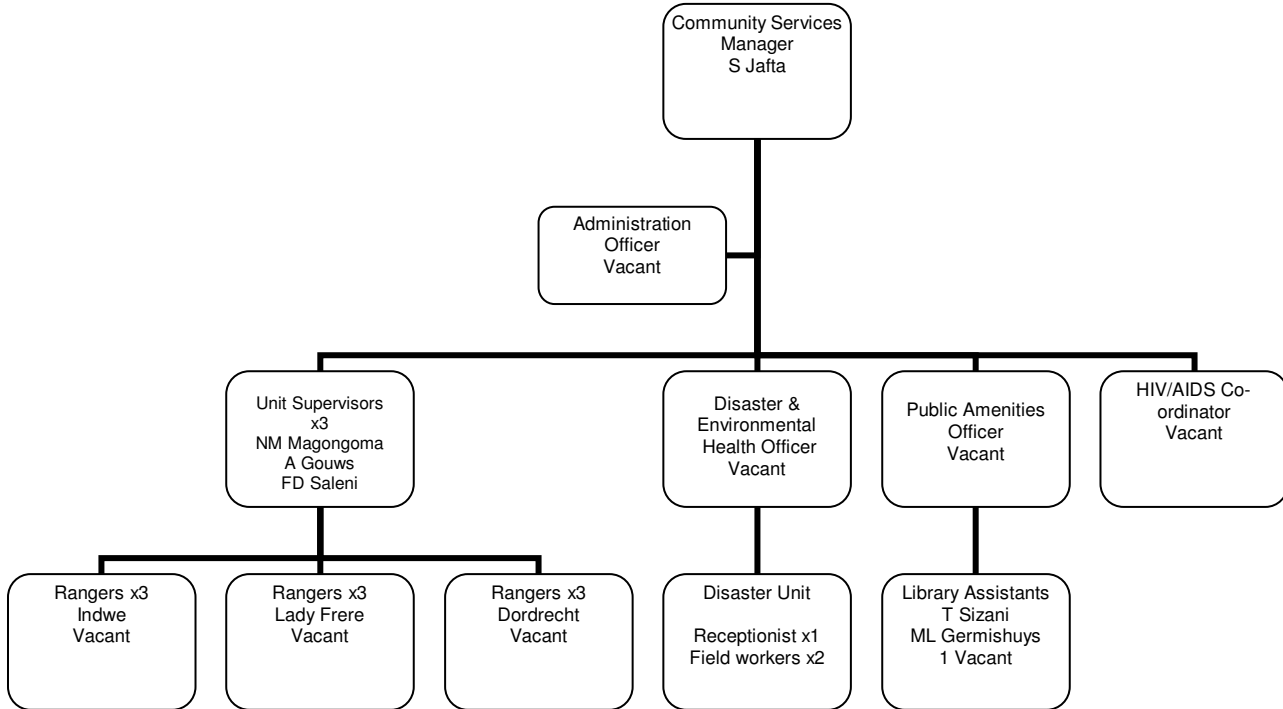 Community Services
Manager
S Jafta
Administration
Officer
Vacant
Unit Supervisors
x3
NM Magongoma
A Gouws
FD Saleni
Disaster &
Environmental
Health Officer
Vacant
Public Amenities
Officer
Vacant
HIV/AIDS Co-
ordinator
Vacant
Rangers x3
Indwe
Vacant
Rangers x3
Lady Frere
Vacant
Rangers x3
Dordrecht
Vacant
Disaster Unit
Receptionist x1
Field workers x2
Library Assistants
T Sizani
ML Germishuys
1 Vacant